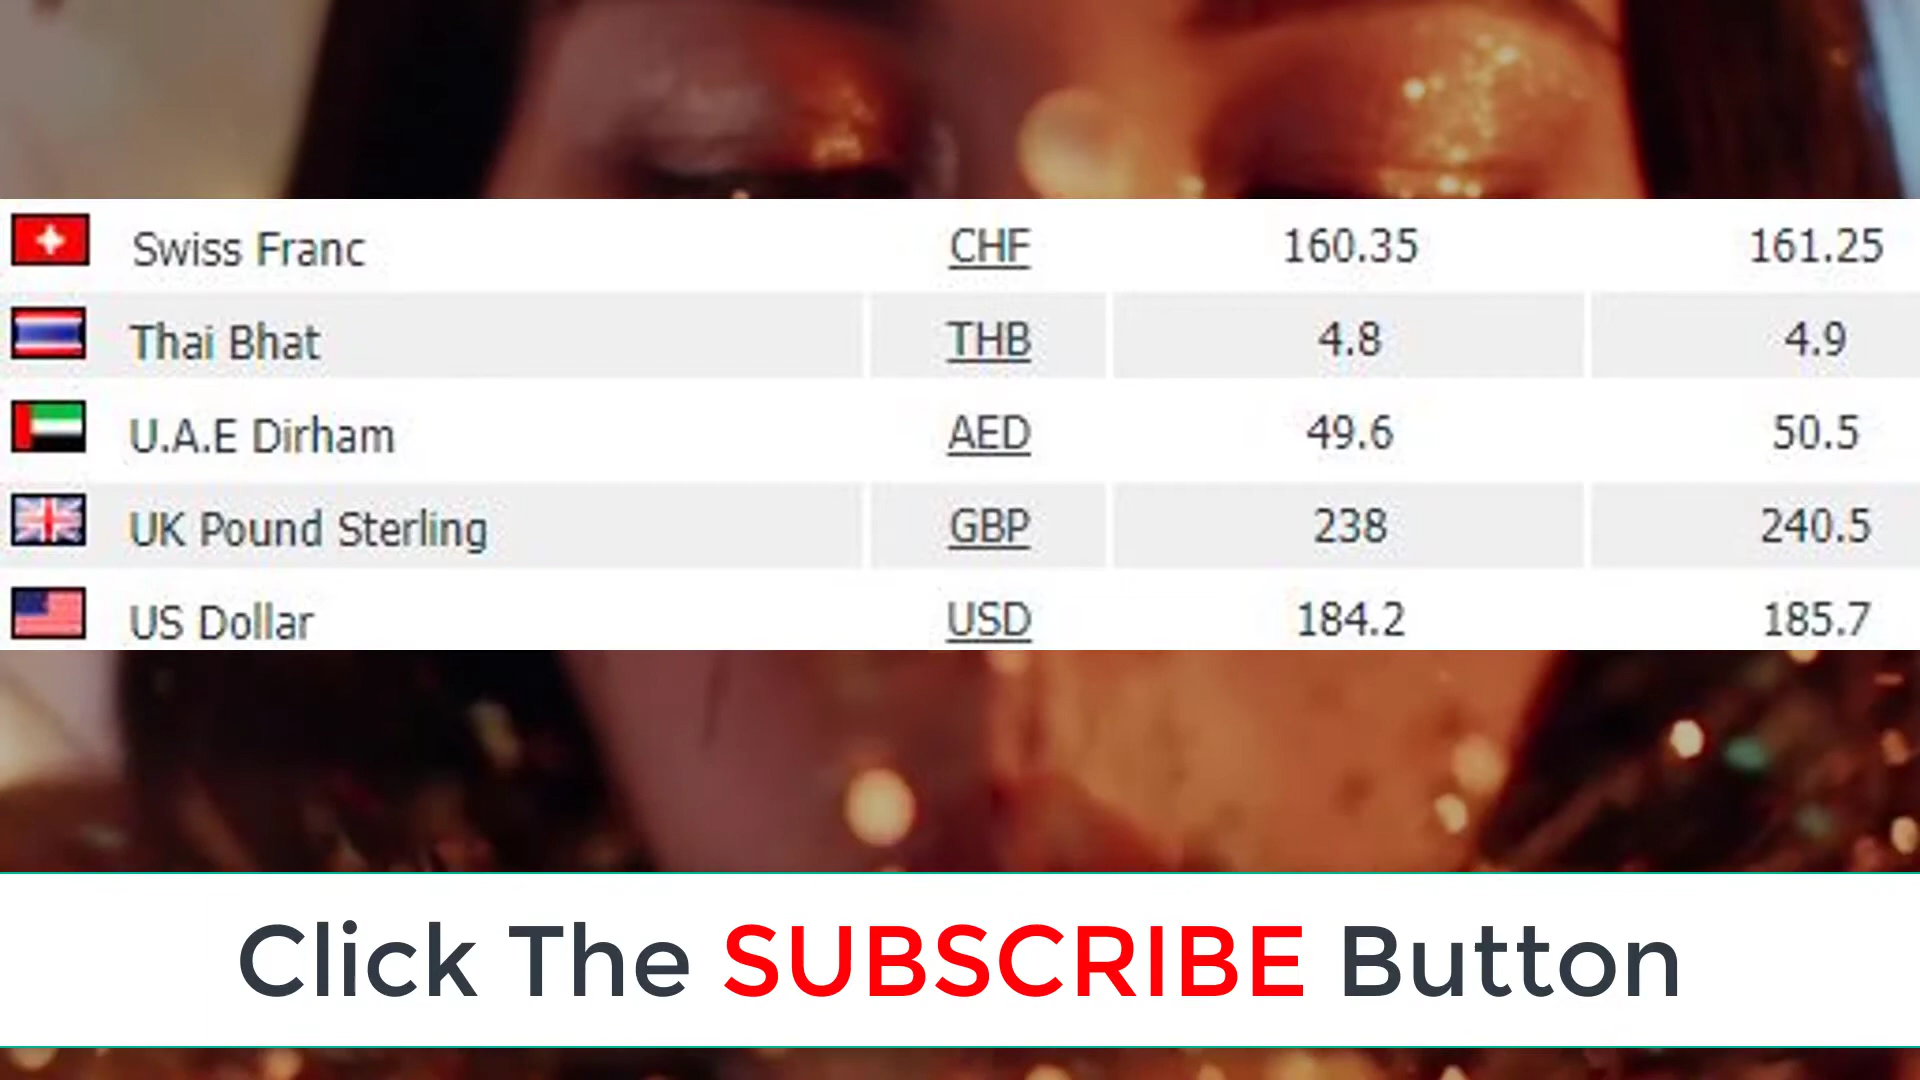 Swiss Franc CHF 160.35 161.25
Thai Bhat THB 4.8 4.9
U.A.E Dirham AED 49.6 50.5
UK Pound Sterling GBP 238 240.5
US Dollar USD 184.2 185.7
Click The SUBSCRIBE Button